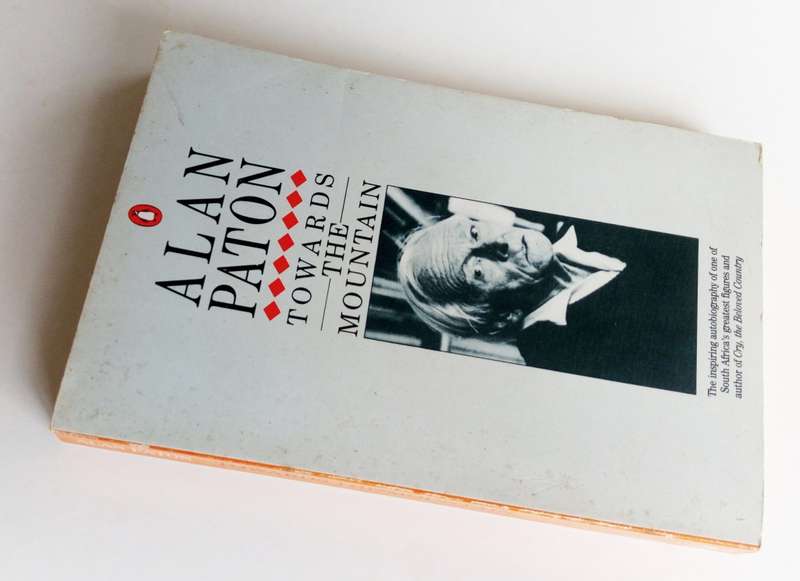 ALAN
PATON
TOWARDS
THE
MOUNTAIN
The inspiring autobiography of one of
South Africa's greatest figures and
author of Cry, the Beloved Country